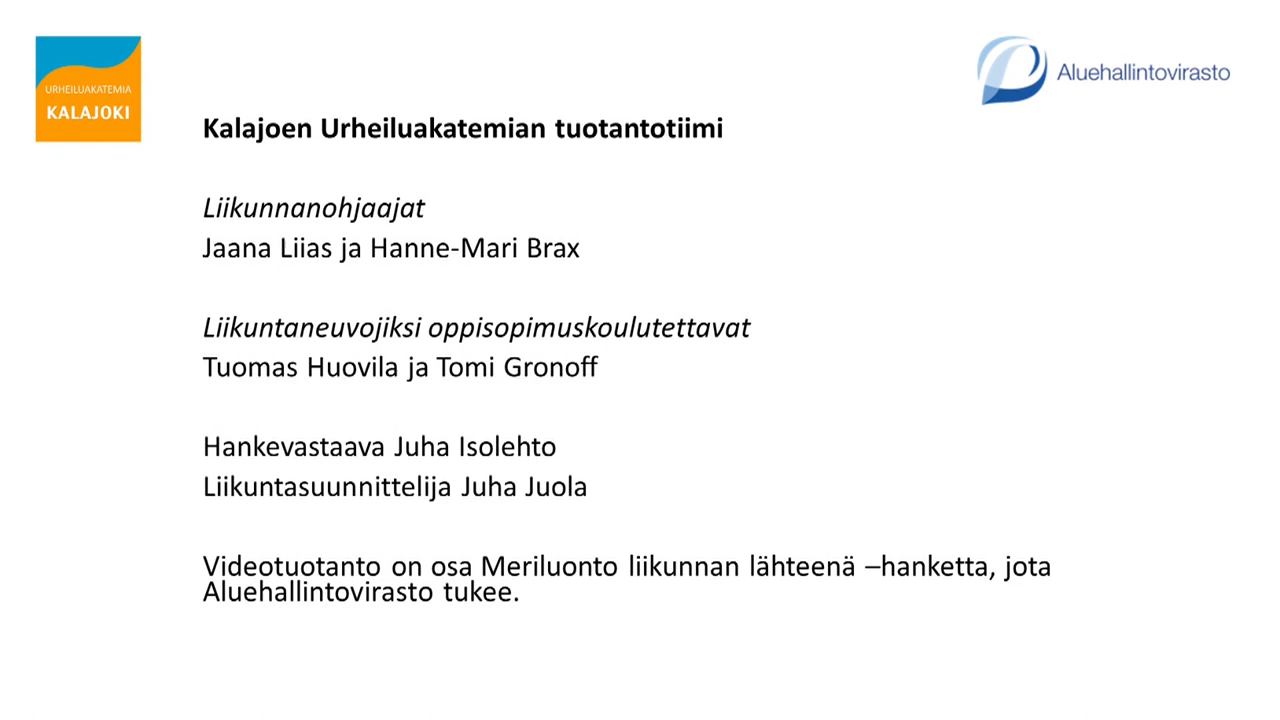 URHEILUAKATEMIA
KALAJOKI
Aluehallintovirasto
Kalajoen Urheiluakatemian tuotantotiimi
Liikunnanohjaajat
Jaana Liias ja Hanne-Mari Brax
Liikuntaneuvojiksi oppisopimuskoulutettavat
Tuomas Huovila ja Tomi Gronoff
Hankevastaava Juha Isolehto
Liikuntasuunnittelija Juha Juola
Videotuotanto on osa Meriluonto liikunnan lähteenä –hanketta, jota
Aluehallintovirasto tukee.